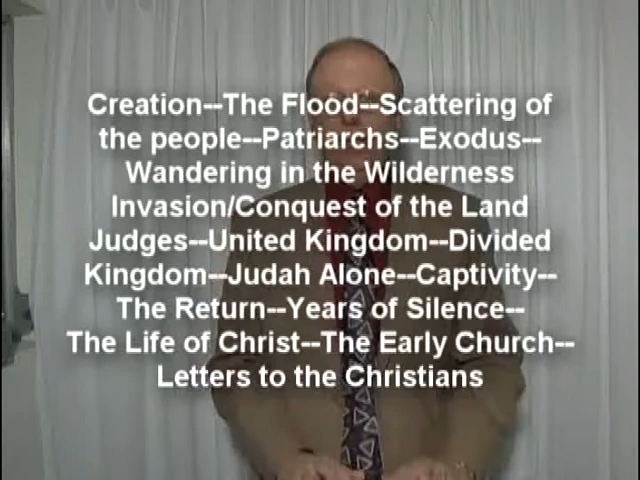 Creation--The Flood--Scattering of
the people--Patriarchs--Exodus--
Wandering in the Wilderness
Invasion/Conquest of the Land
Judges--United Kingdom--Divided
Kingdom--Judah Alone--Captivity--
The Return--Years of Silence--
The Life of Christ--The Early Church--
Letters to the Christians